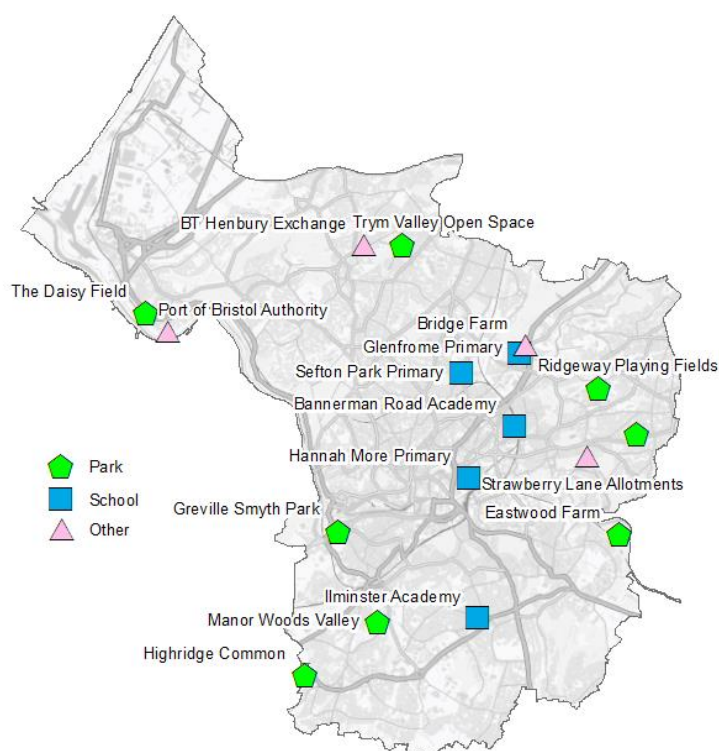 BT Henbury Exchange
Trym Valley Open Space
The Daisy Field
Port of Bristol Authority
Bridge Farm
Glenfrome Primary
Ridgeway Playing Fields
Sefton Park Primary
Bannerman Road Academy
Hannah More Primary
Strawberry Lane Allotments
Park
School
Other
Greville Smyth Park
Eastwood Farm
Ilminster Academy
Manor Woods Valley
Highridge Common